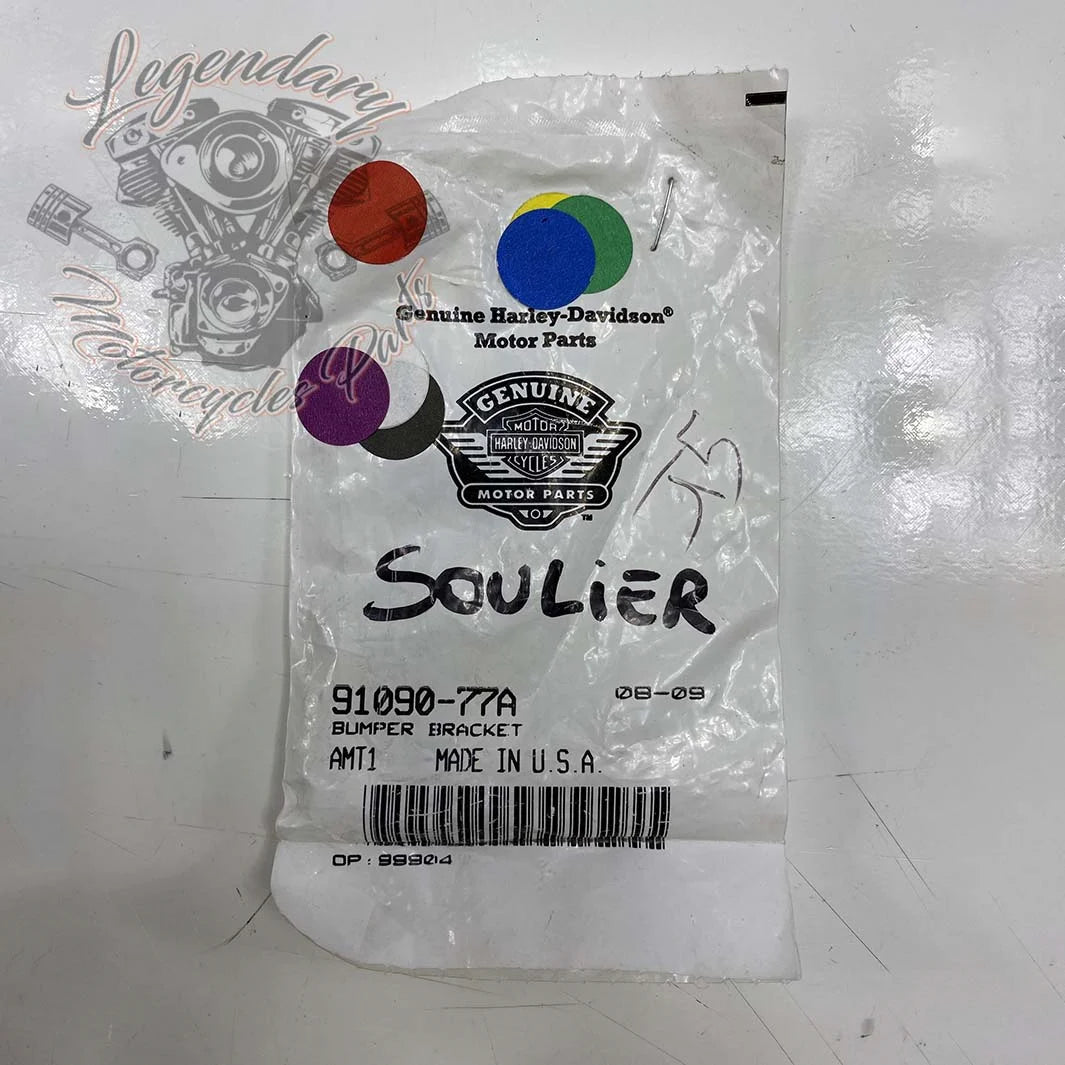 Legendary
Motorcycles Parts
Genuine Harley-Davidson®
Motor Parts
GENUINE
MOTOR
HARLEY-DAVIDSON
CYCLES
MOTOR PARTS
TM
SOULiER
91090-77A 08-09
BUMPER BRACKET
AMT1 MADE IN U.S.A.
OP: 99904